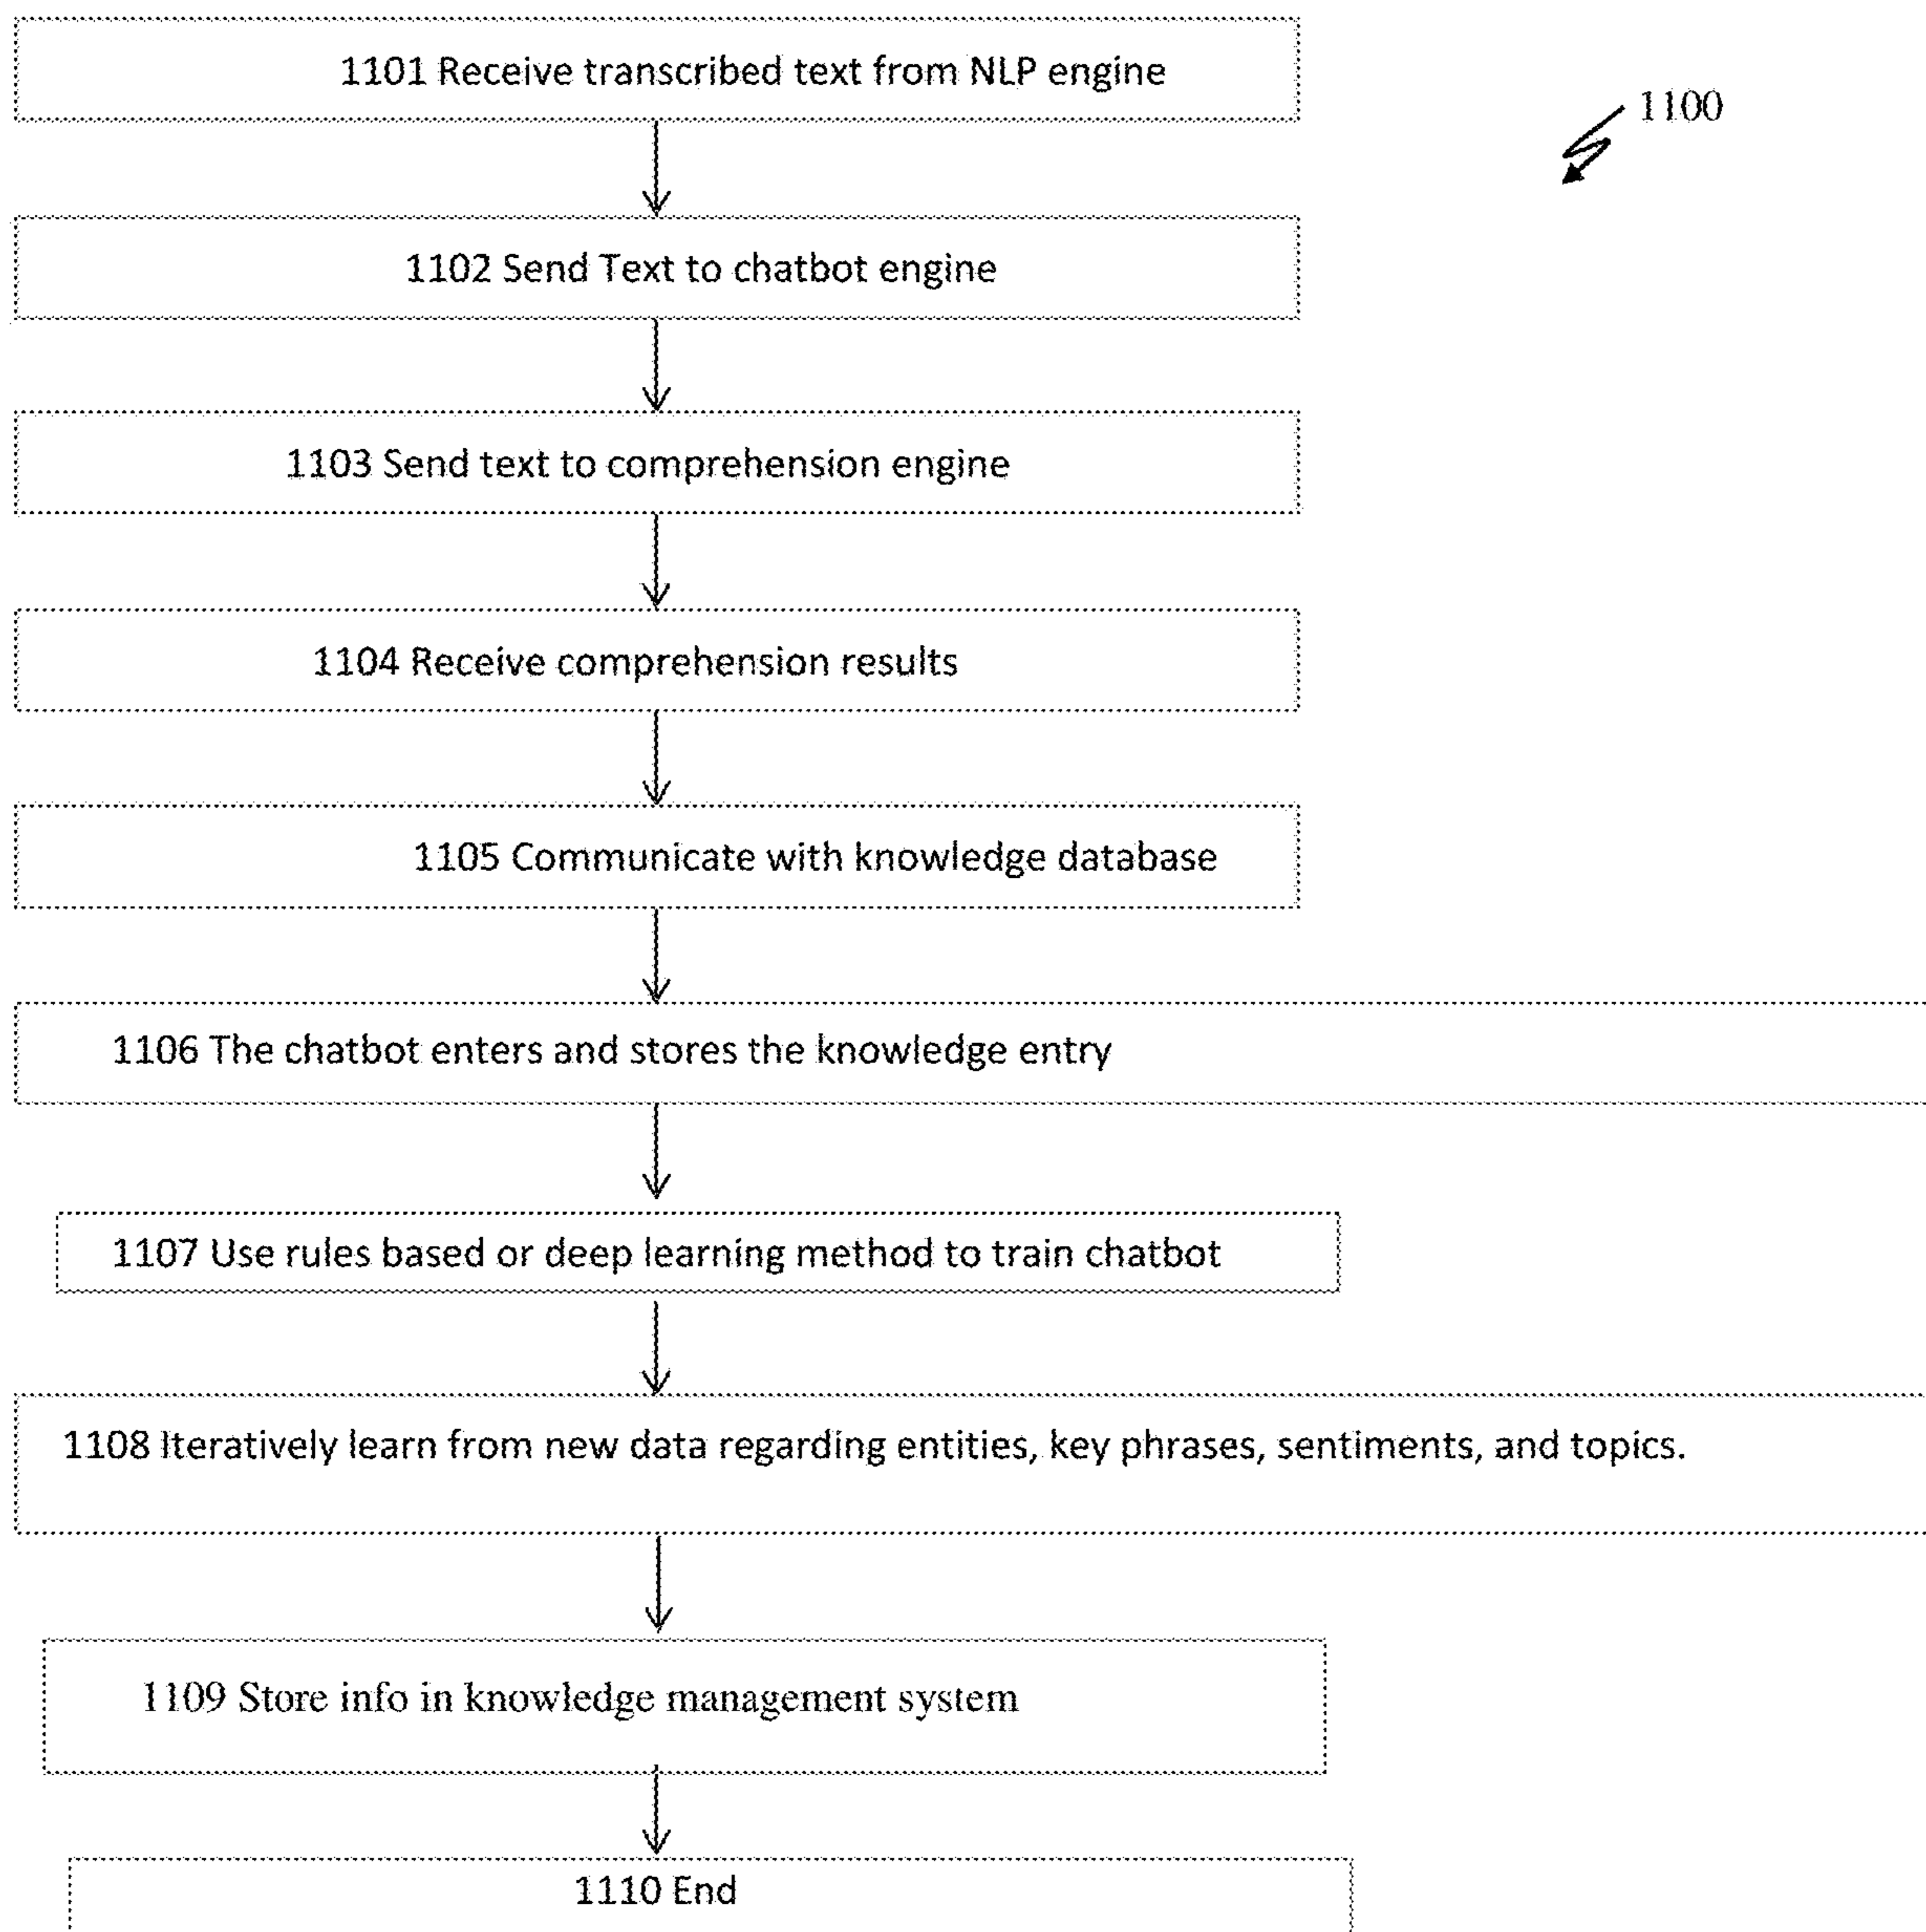 1101 Receive transcribed text from NLP engine
1100
1102 Send Text to chatbot engine
1103 Send text to comprehension engine
1104 Receive comprehension results
1105 Communicate with knowledge database
1106 The chatbot enters and stores the knowledge entry
1107 Use rules based or deep learning method to train chatbot
1108 Iteratively learn from new data regarding entities, key phrases, sentiments, and topics.
1109 Store info in knowledge management system
1110 End